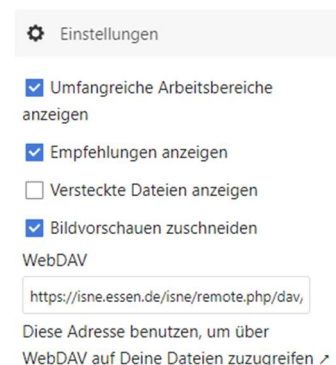 Einstellungen
Umfangreiche Arbeitsbereiche
anzeigen
Empfehlungen anzeigen
Versteckte Dateien anzeigen
Bildvorschauen zuschneiden
WebDAV
https://isne.essen.de/isne/remote.php/dav/
Diese Adresse benutzen, um über
WebDAV auf Deine Dateien zuzugreifen ↗